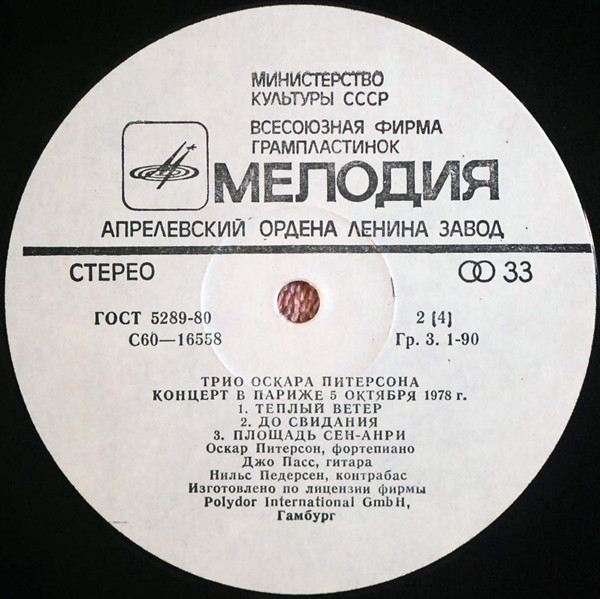 МИНИСТЕРСТВО
КУЛЬТУРЫ СССР
ВСЕСОЮЗНАЯ ФИРМА
ГРАМПЛАСТИНОК
МЕЛОДИЯ
АПРЕЛЕВСКИЙ ОРДЕНА ЛЕНИНА ЗАВОД
СТЕРЕО 33
ГОСТ 5289-80 2 (4)
С60—16558 Гр. 3. 1-90
ТРИО ОСКАРА ПИТЕРСОНА
КОНЦЕРТ В ПАРИЖЕ 5 ОКТЯБРЯ 1978 г.
1. ТЕПЛЫЙ ВЕТЕР
2. ДО СВИДАНИЯ
3. ПЛОЩАДЬ СЕН-АНРИ
Оскар Питерсон, фортепиано
Джо Пасс, гитара
Нильс Педерсен, контрабас
Изготовлено по лицензии фирмы
Polydor International GmbH,
Гамбург